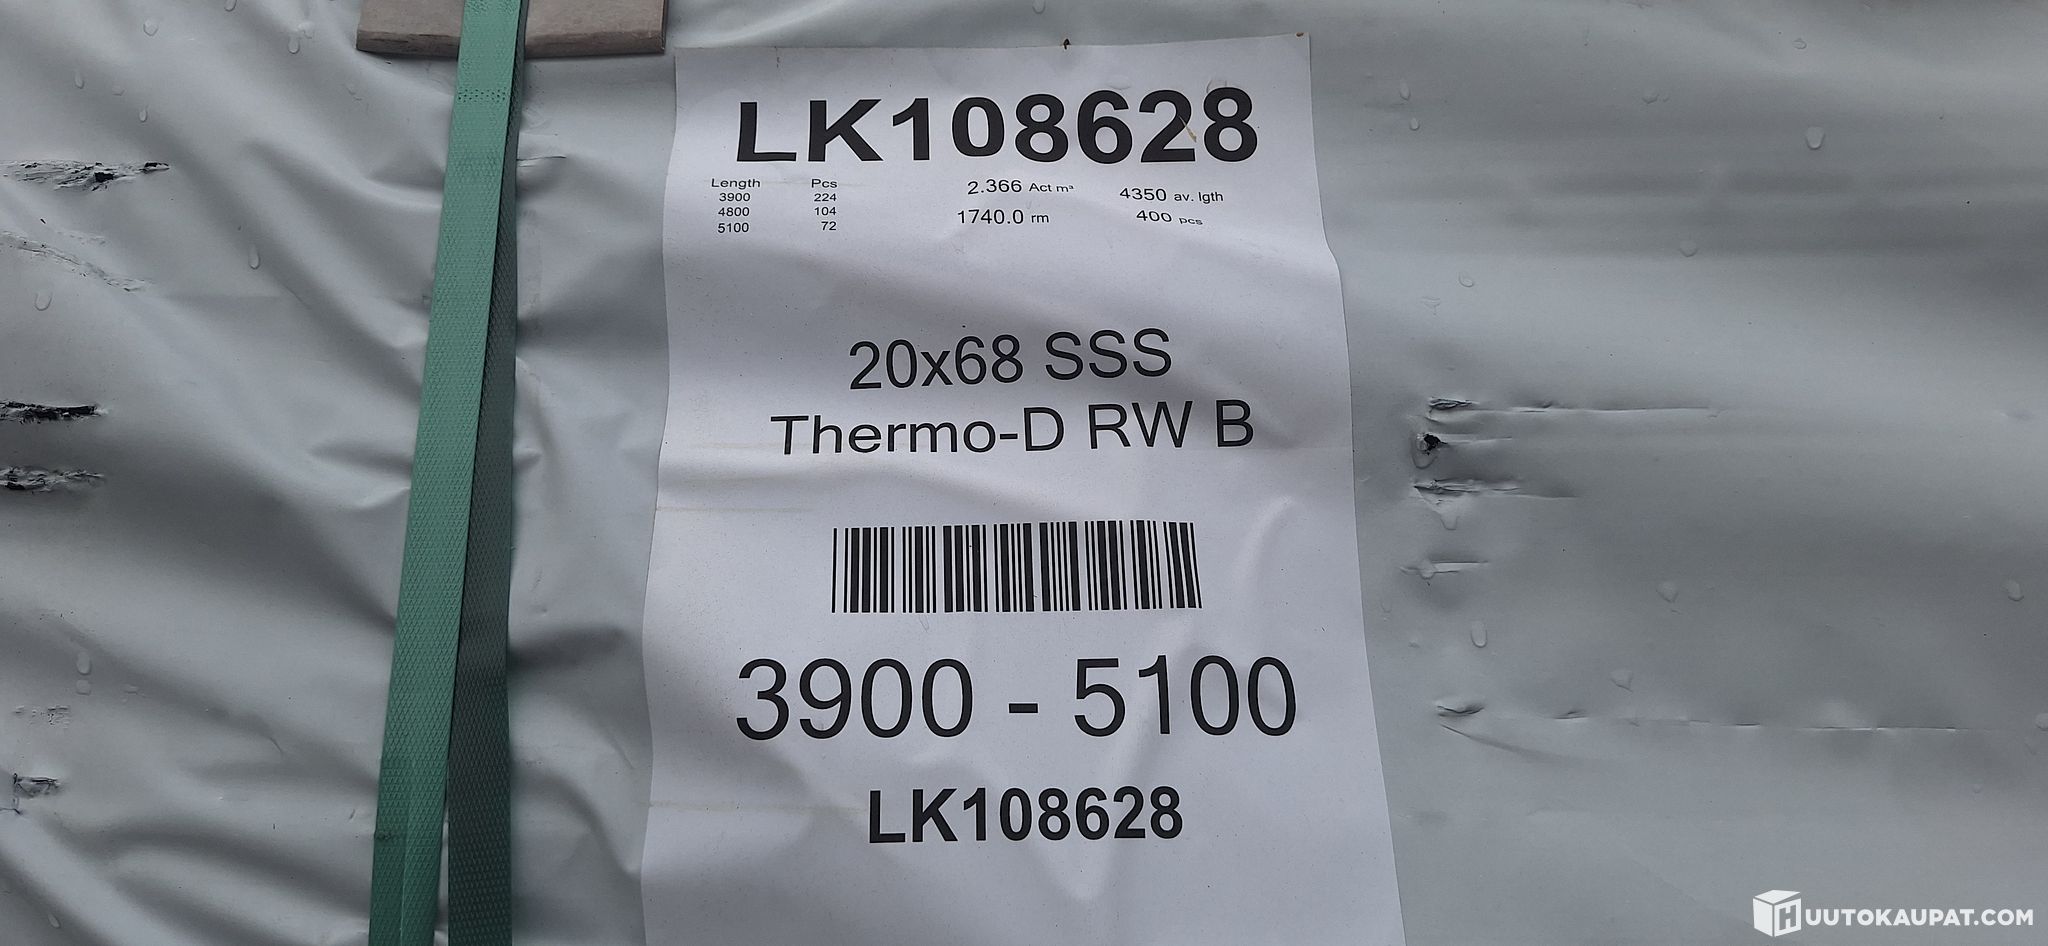 LK108628
Length Pcs
3900 224
4800 104
5100 72
2.366 Act m³
1740.0 rm
4350 av. lgth
400 pcs
20x68 SSS
Thermo-D RW B
3900 - 5100
LK108628
HUUTOKAUPAT.COM